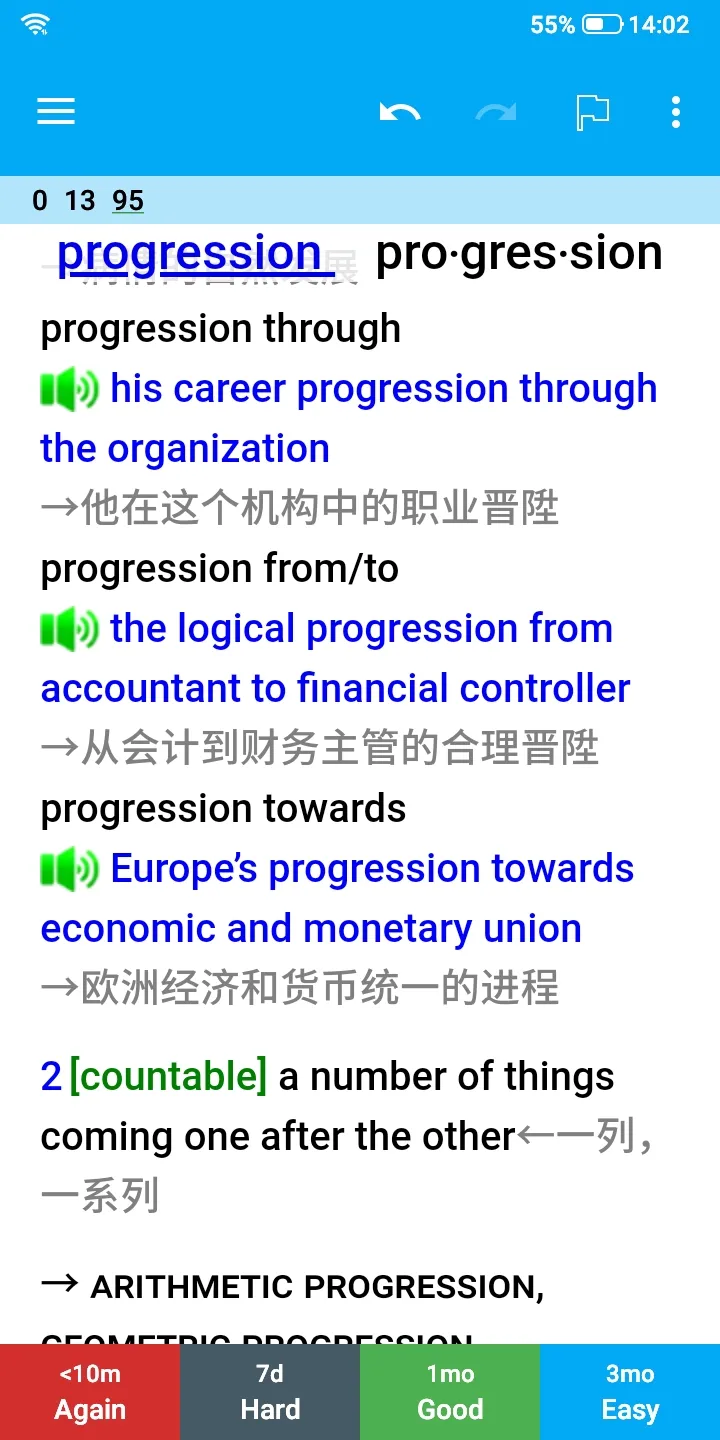 55% 14:02
0 13 95
progression pro·gres·sion
progression through
his career progression through
the organization
→他在这个机构中的职业晋陞
progression from/to
the logical progression from
accountant to financial controller
→从会计到财务主管的合理晋陞
progression towards
Europe’s progression towards
economic and monetary union
→欧洲经济和货币统一的进程
2 [countable] a number of things
coming one after the other←一列，
一系列
→ ARITHMETIC PROGRESSION,
GEOMETRIC PROGRESSION
<10m 7d 1mo 3mo
Again Hard Good Easy